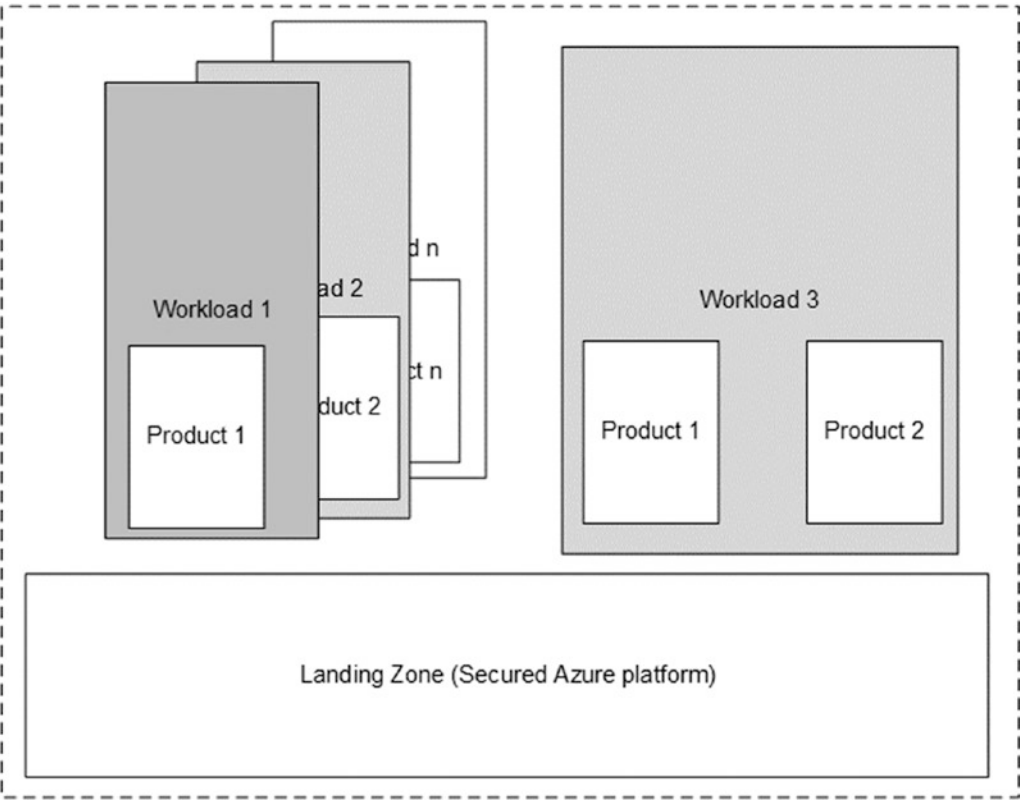 d n
ad 2
Workload 1
Workload 3
ct n
duct 2
Product 1
Product 1
Product 2
Landing Zone (Secured Azure platform)